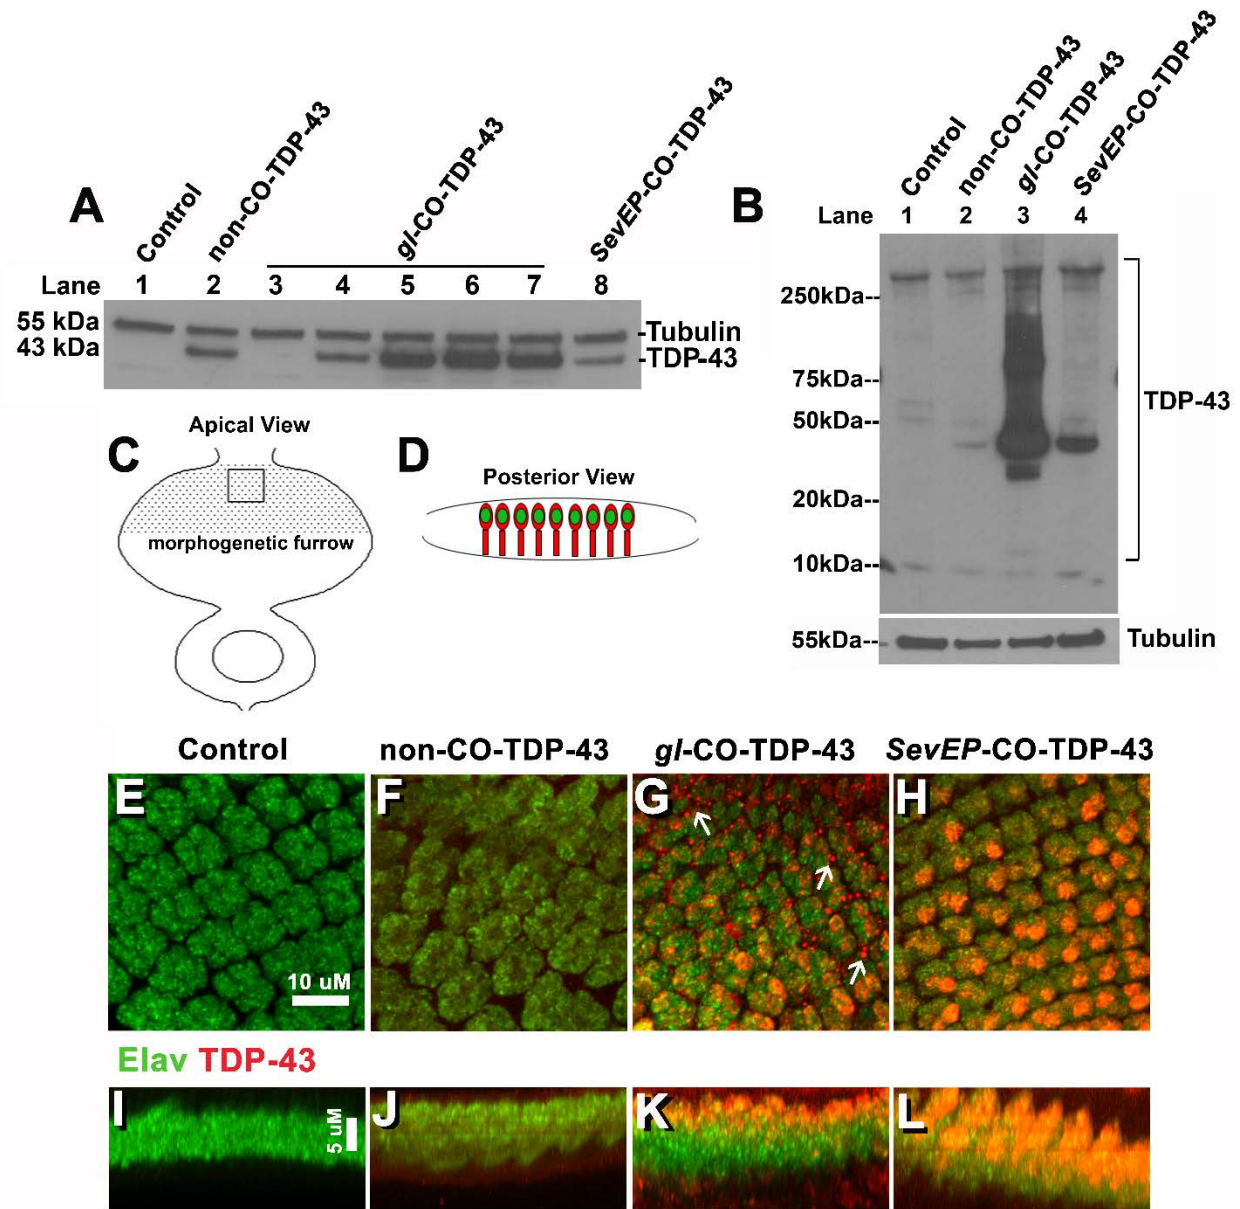 A
Control
non-CO-TDP-43
gl-CO-TDP-43
SevEP-CO-TDP-43
Lane 1 2 3 4 5 6 7 8
55 kDa
43 kDa
-Tubulin
-TDP-43
B
Control
non-CO-TDP-43
gl-CO-TDP-43
SevEP-CO-TDP-43
Lane 1 2 3 4
250kDa--
75kDa--
50kDa--
20kDa--
10kDa--
TDP-43
55kDa--
Tubulin
C
Apical View
morphogenetic furrow
D
Posterior View
Control non-CO-TDP-43 gl-CO-TDP-43 SevEP-CO-TDP-43
E F G H
10 uM
Elav TDP-43
I J K L
5 uM